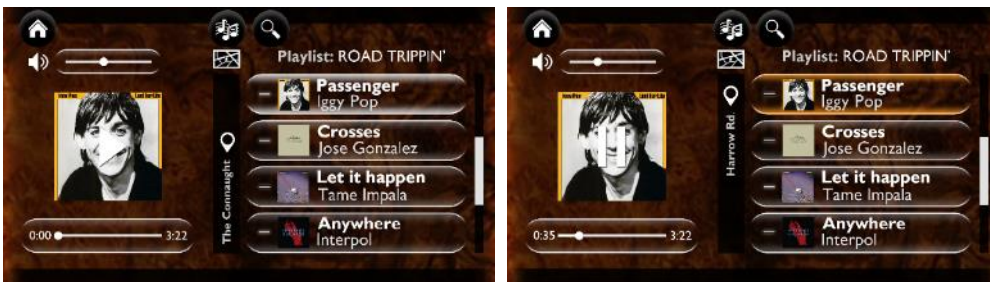 Playlist: ROAD TRIPPIN'
Passenger
Iggy Pop
Crosses
Jose Gonzalez
Let it happen
Tame Impala
Anywhere
Interpol
The Connaught
0:00
3:22
Playlist: ROAD TRIPPIN'
Passenger
Iggy Pop
Crosses
Jose Gonzalez
Let it happen
Tame Impala
Anywhere
Interpol
Harrow Rd.
0:35
3:22